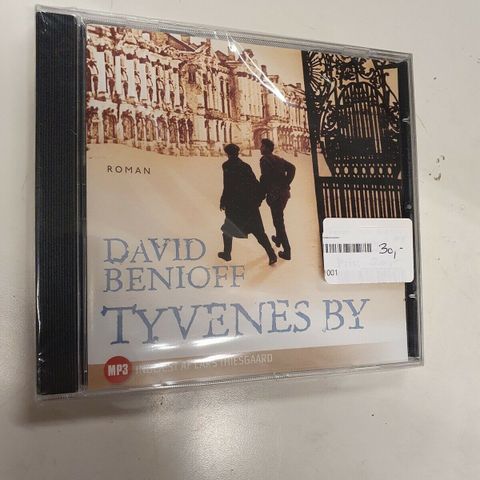 ROMAN
DAVID
BENIOFF
TYVENES BY
MP3 INDLÆST AF LARS THIESGAARD
30,-
001